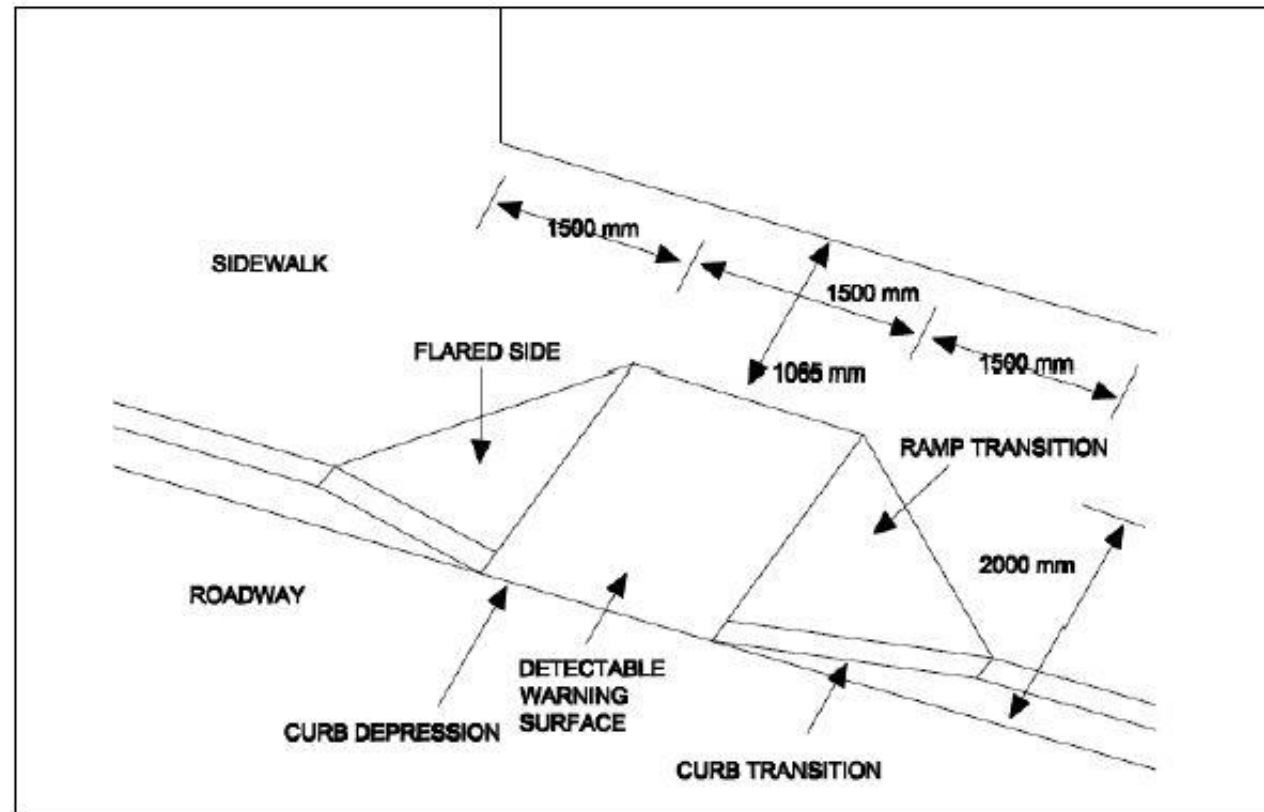 1500 mm
SIDEWALK
1500 mm
FLARED SIDE
1065 mm
1500 mm
RAMP TRANSITION
2000 mm
ROADWAY
DETECTABLE
WARNING
SURFACE
CURB DEPRESSION
CURB TRANSITION